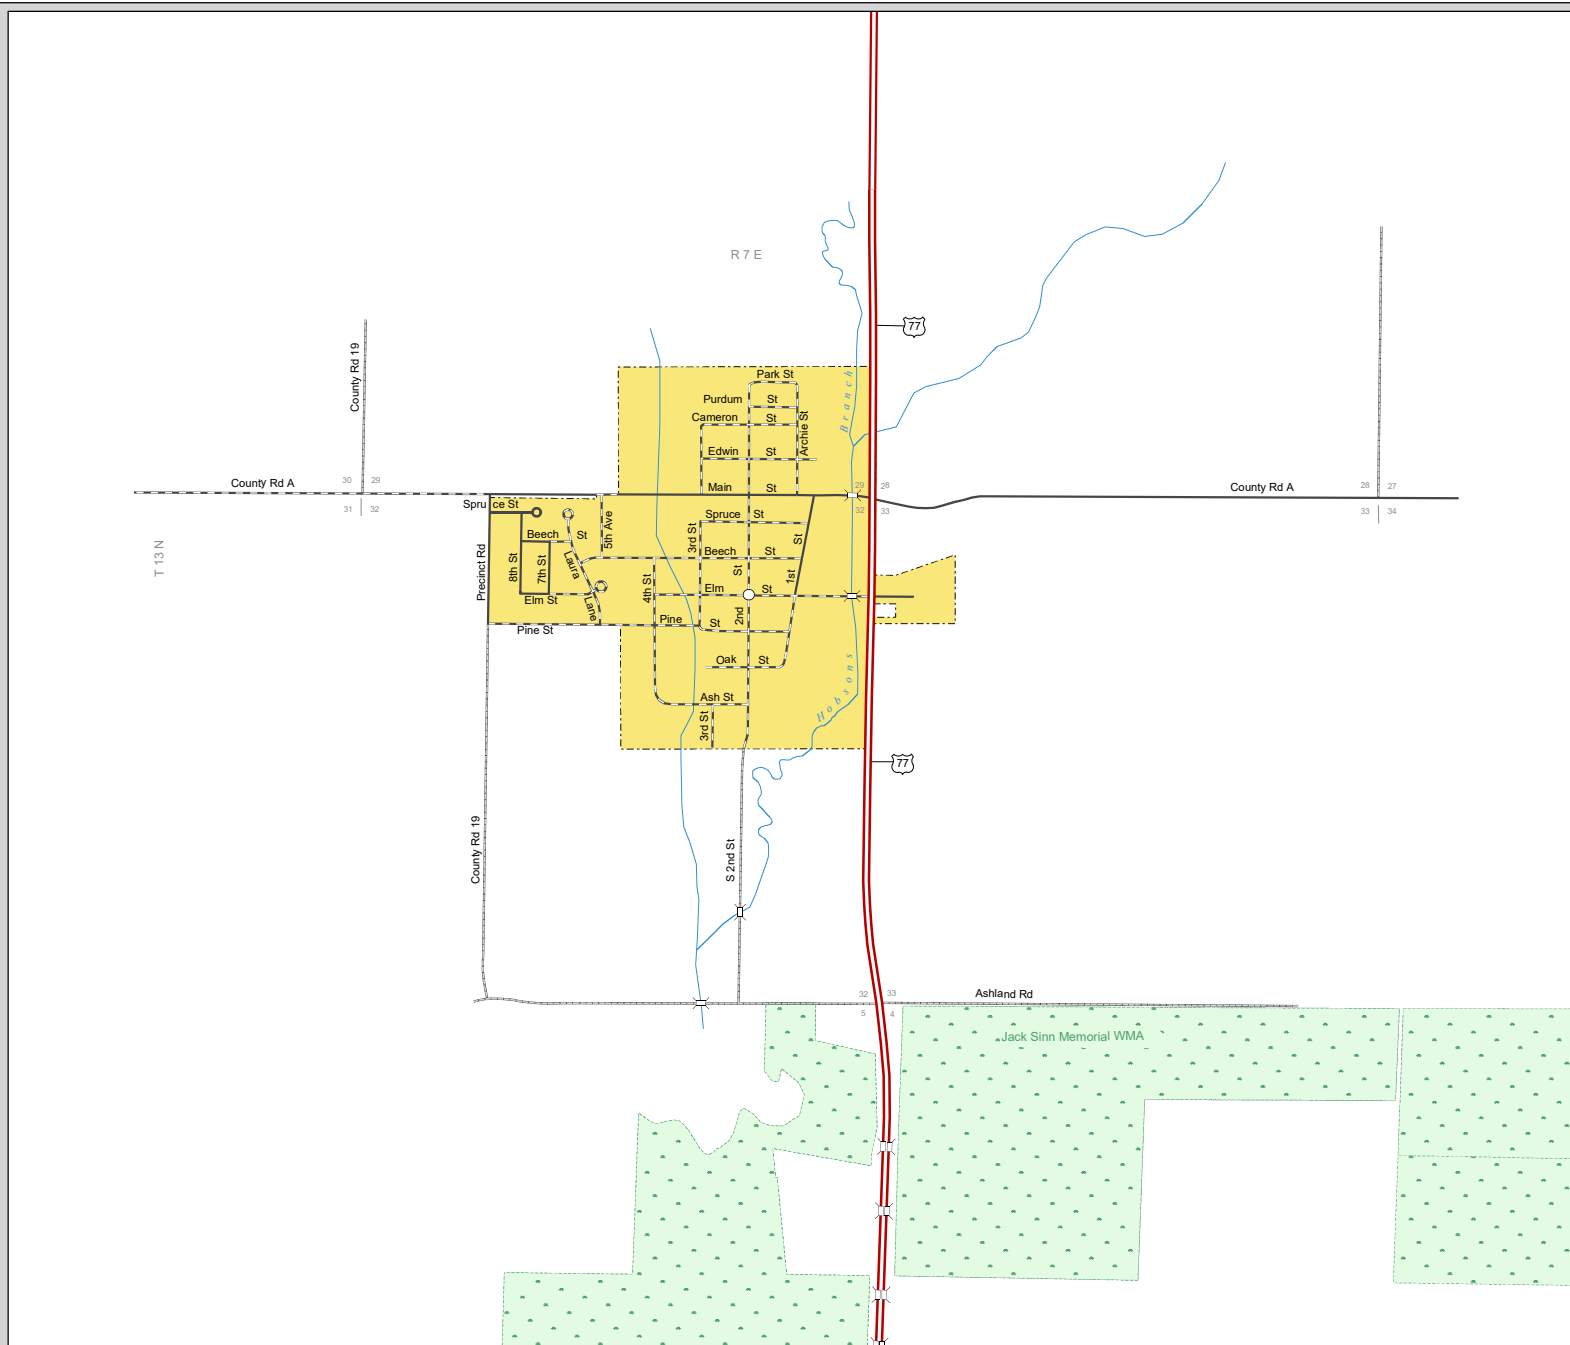 R 7 E
77
County Rd 19
Park St
Purdum St
Cameron St
Archie St
Branch
Edwin St
County Rd A
30 29
Main St
29 28
County Rd A
28 27
31 32
Spru ce St
32 33
33 34
Spruce St
5th Ave
3rd St
T 13 N
Beech St
Beech St
St
Precinct Rd
8th St
7th St
Laura Lane
4th St
2nd St
1st
Elm St
Elm St
Pine St
Pine St
Oak St
Hobsons
Ash St
3rd St
77
County Rd 19
S 2nd St
32 33
Ashland Rd
5 4
Jack Sinn Memorial WMA